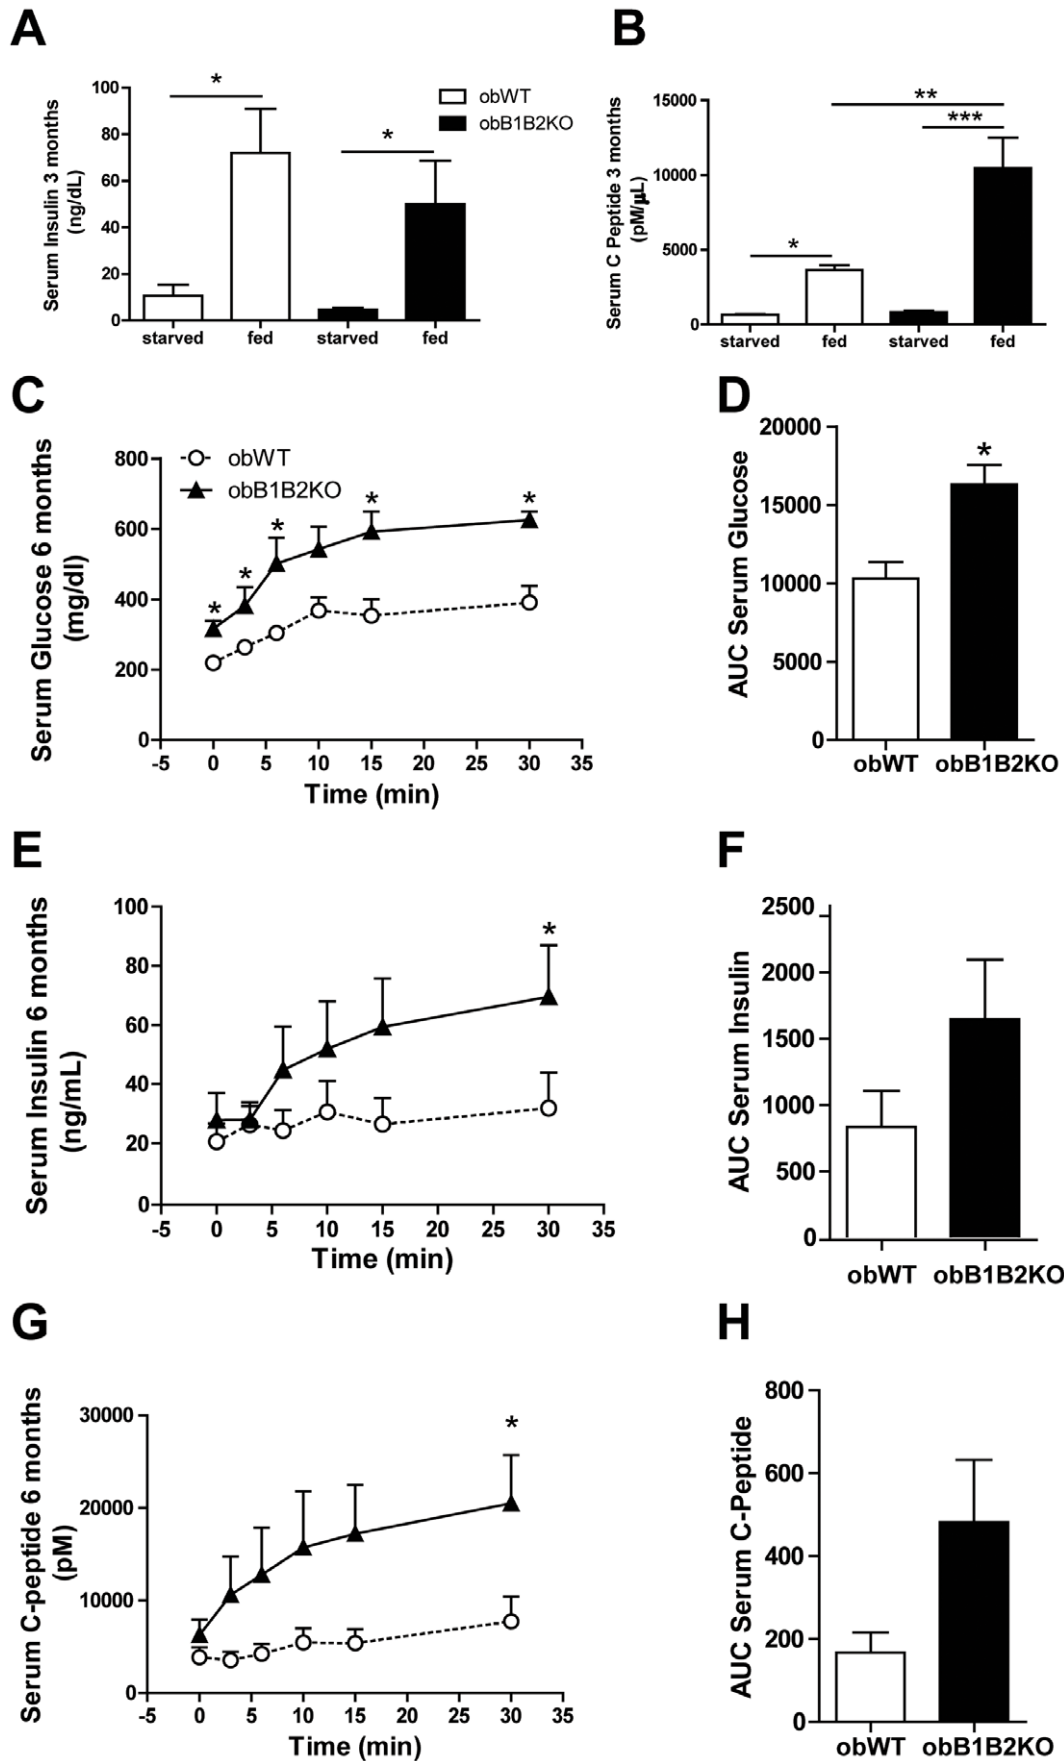 A
B
Serum Insulin 3 months
(ng/dL)
100
80
60
40
20
0
*
*
obWT
obB1B2KO
starved
fed
starved
fed
Serum C Peptide 3 months
(pM/μL)
15000
10000
5000
0
*
**
***
starved
fed
starved
fed
C
D
Serum Glucose 6 months
(mg/dl)
800
600
400
200
0
obWT
obB1B2KO
*
*
*
*
*
-5
0
5
10
15
20
25
30
35
Time (min)
AUC Serum Glucose
20000
15000
10000
5000
0
*
obWT
obB1B2KO
E
F
Serum Insulin 6 months
(ng/mL)
100
80
60
40
20
0
*
-5
0
5
10
15
20
25
30
35
Time (min)
AUC Serum Insulin
2500
2000
1500
1000
500
0
obWT
obB1B2KO
G
H
Serum C-peptide 6 months
(pM)
30000
20000
10000
0
*
-5
0
5
10
15
20
25
30
35
Time (min)
AUC Serum C-Peptide
800
600
400
200
0
obWT
obB1B2KO